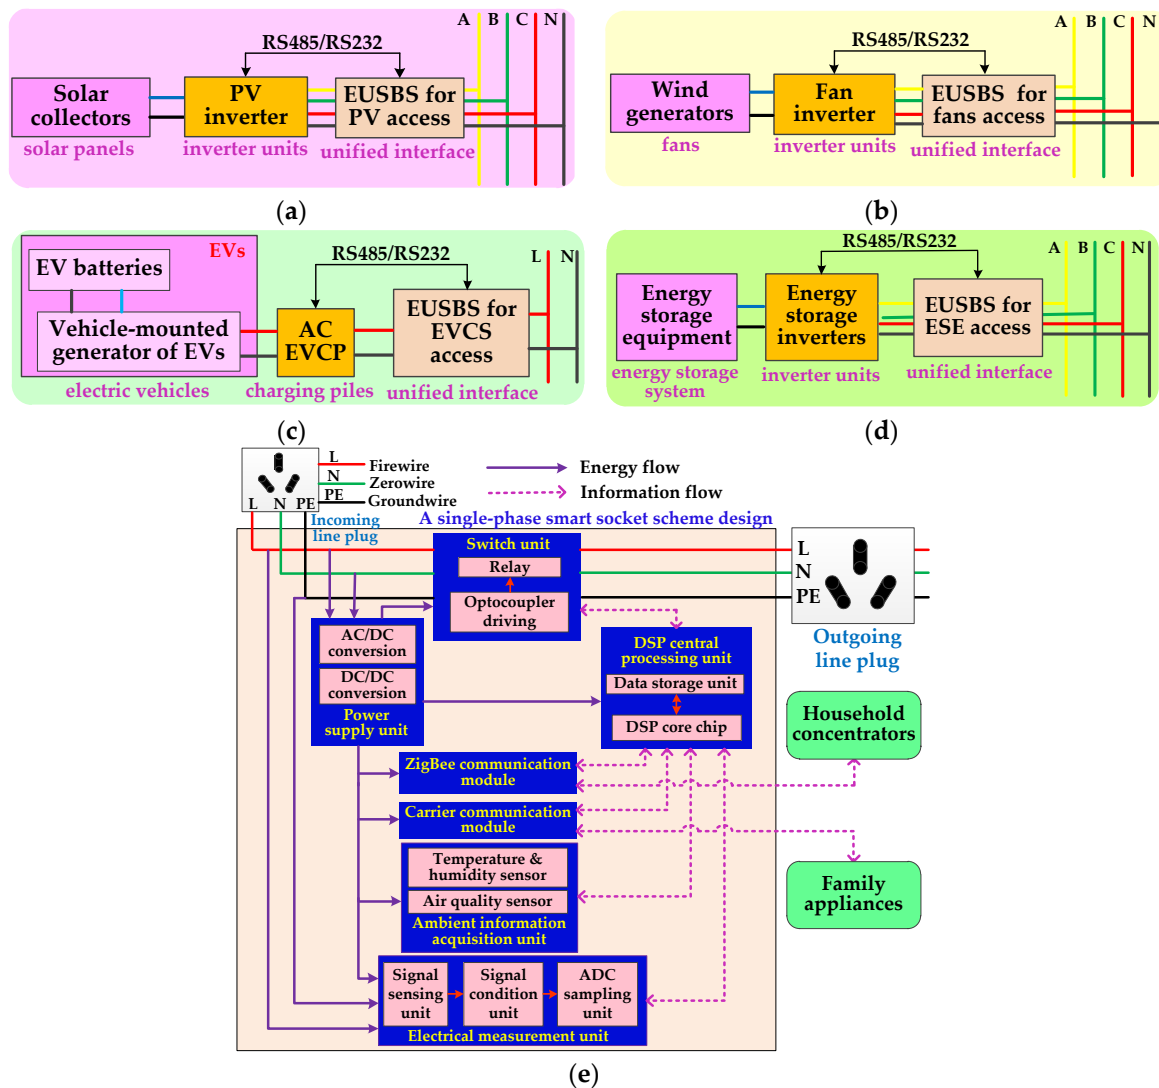 A B C N
RS485/RS232
Solar
collectors
PV
inverter
EUSBS for
PV access
solar panels
inverter units
unified interface
(a)
A B C N
RS485/RS232
Wind
generators
Fan
inverter
EUSBS for
fans access
fans
inverter units
unified interface
(b)
EVs
EV batteries
Vehicle-mounted
generator of EVs
RS485/RS232
L N
AC
EVCP
EUSBS for
EVCS
access
electric vehicles
charging piles
unified interface
(c)
A B C N
RS485/RS232
Energy
storage
equipment
Energy
storage
inverters
EUSBS for
ESE access
energy storage
system
inverter units
unified interface
(d)
L N PE
L
Firewire
N
Zerowire
PE
Groundwire
Energy flow
Information flow
Incoming
line plug
A single-phase smart socket scheme design
Switch unit
Relay
Optocoupler
driving
L
N
PE
Outgoing
line plug
AC/DC
conversion
DC/DC
conversion
Power
supply unit
DSP central
processing unit
Data storage unit
DSP core chip
Household
concentrators
ZigBee communication
module
Carrier communication
module
Family
appliances
Temperature &
humidity sensor
Air quality sensor
Ambient information
acquisition unit
Signal
sensing
unit
Signal
condition
unit
ADC
sampling
unit
Electrical measurement unit
(e)